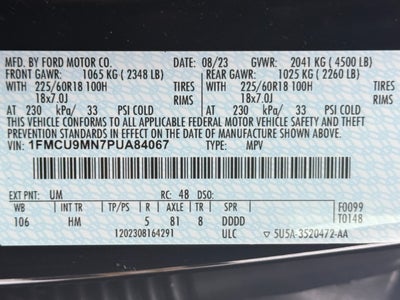 MFD. BY FORD MOTOR CO. 08/23 GVWR: 2041 KG (4500 LB)
FRONT GAWR: 1065 KG (2348 LB) REAR GAWR: 1025 KG (2260 LB)
225/60R18 100H TIRES 225/60R18 100H TIRES
18x7.0J RIMS 18x7.0J RIMS
AT 230 kPa/ 33 PSI COLD AT 230 kPa/ 33 PSI COLD
THIS VEHICLE CONFORMS TO ALL APPLICABLE FEDERAL MOTOR VEHICLE
SAFETY AND THEFT PREVENTION STANDARDS IN EFFECT ON THE DATE OF
MANUFACTURE SHOWN ABOVE.
VIN: 1FMCU9MN7PUA84067 TYPE: MPV
EXT PNT: UM RC: 48 DSO:
WB BRK INT TR TP/PS R AXLE TR SPR F0099
106 HM 5 81 8 DDDD T0148
1202308164291 ULC 5U5A-3520472-AA